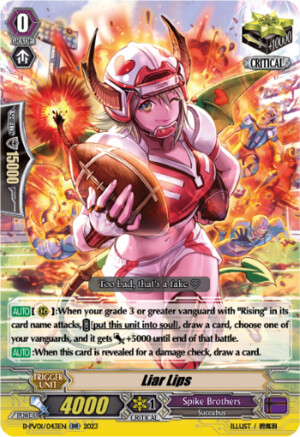 0
GRADE
+10000
CRITICAL
SHIELD
15000
Too bad, that's a fake
AUTO [ ]:When your grade 3 or greater vanguard with "Rising" in its
card name attacks, [put this unit into soul], draw a card, choose one of
your vanguards, and it gets +5000 until end of that battle.
AUTO :When this card is revealed for a damage check, draw a card.
TRIGGER
UNIT
Liar Lips
POWER
4000
1
CRITICAL
Spike Brothers
Succubus
D-PV01/043EN
2023
ILLUST /